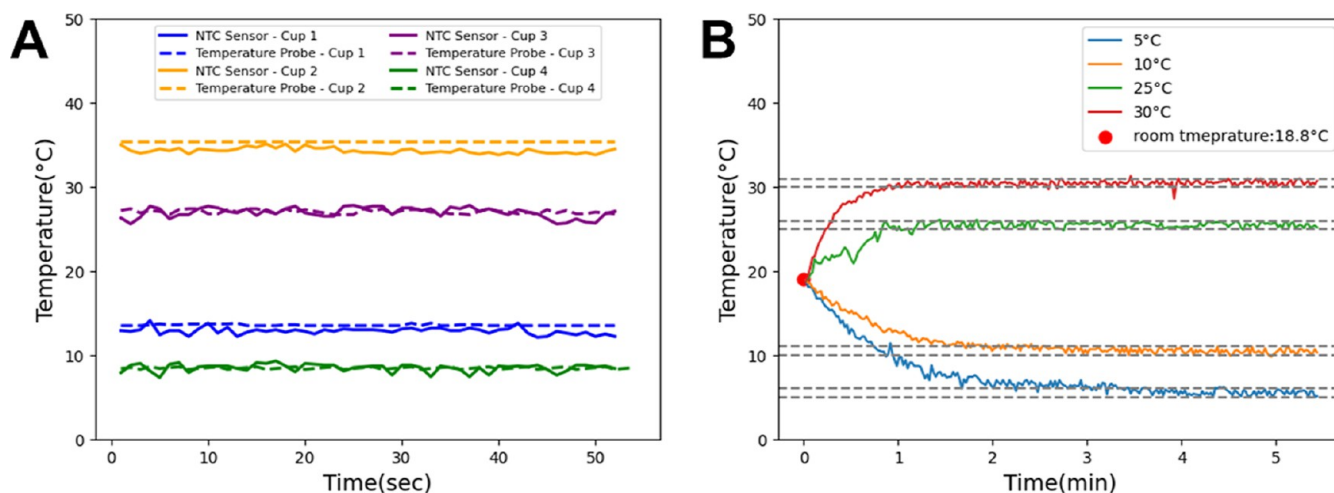 A
50
40
30
20
10
0
Temperature(°C)
NTC Sensor - Cup 1
Temperature Probe - Cup 1
NTC Sensor - Cup 2
Temperature Probe - Cup 2
NTC Sensor - Cup 3
Temperature Probe - Cup 3
NTC Sensor - Cup 4
Temperature Probe - Cup 4
0 10 20 30 40 50
Time(sec)
B
50
40
30
20
10
0
Temperature(°C)
5°C
10°C
25°C
30°C
room tmeprature:18.8°C
0 1 2 3 4 5
Time(min)